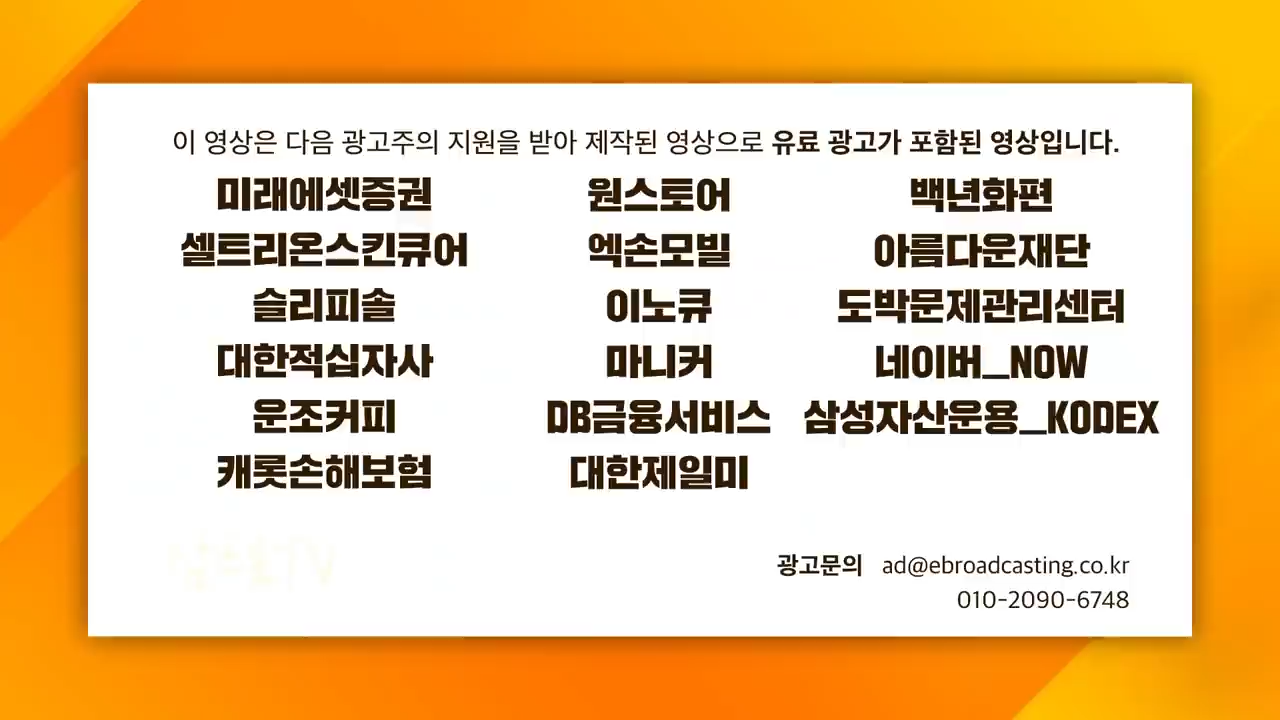 이 영상은 다음 광고주의 지원을 받아 제작된 영상으로 유료 광고가 포함된 영상입니다.
미래에셋증권 원스토어 백년화편
셀트리온스킨큐어 엑손모빌 아름다운재단
슬리피솔 이노큐 도박문제관리센터
대한적십자사 마니커 네이버_NOW
운조커피 DB금융서비스 삼성자산운용_KODEX
캐롯손해보험 대한제일미
광고문의 ad@ebroadcasting.co.kr
010-2090-6748